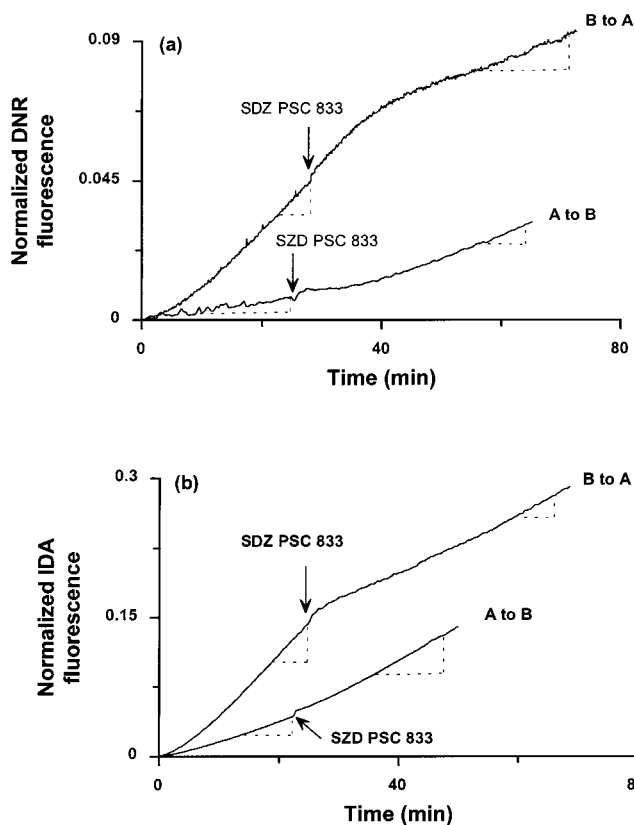 (a)
B to A
0.09
SDZ PSC 833
Normalized DNR
fluorescence
0.045
A to B
SZD PSC 833
0
0
40
80
Time (min)
0.3
(b)
B to A
SDZ PSC 833
Normalized IDA
fluorescence
0.15
A to B
SZD PSC 833
0
0
40
Time (min)